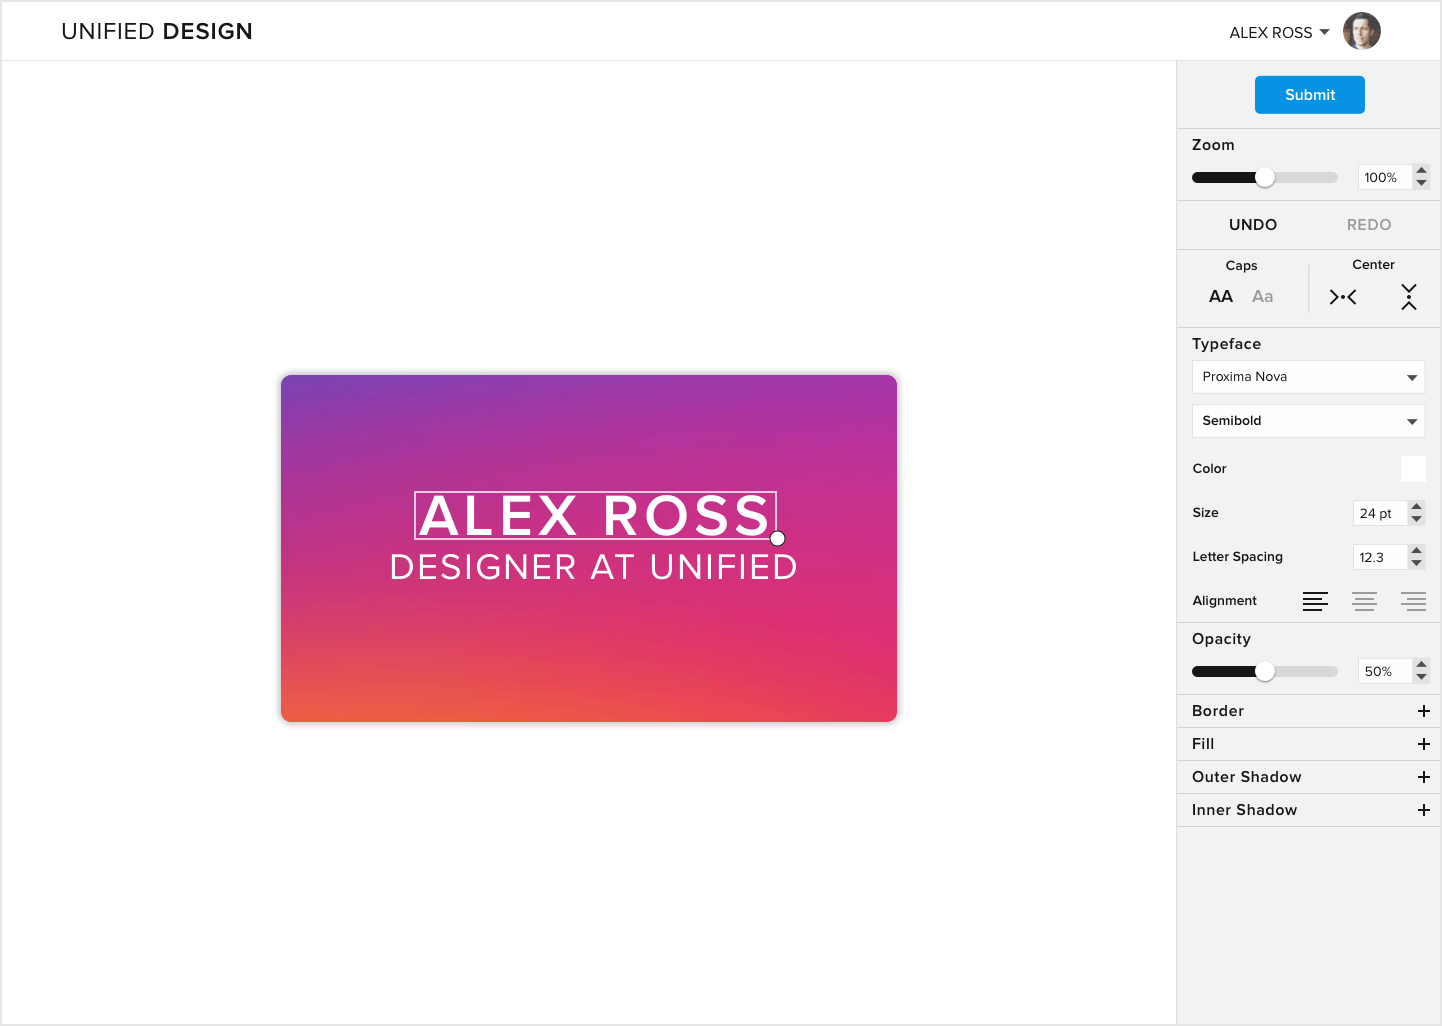 UNIFIED DESIGN
ALEX ROSS
Submit
Zoom
100%
UNDO REDO
Caps Center
AA Aa
Typeface
Proxima Nova
Semibold
Color
Size 24 pt
Letter Spacing 12.3
Alignment
Opacity
50%
Border
Fill
Outer Shadow
Inner Shadow
ALEX ROSS
DESIGNER AT UNIFIED